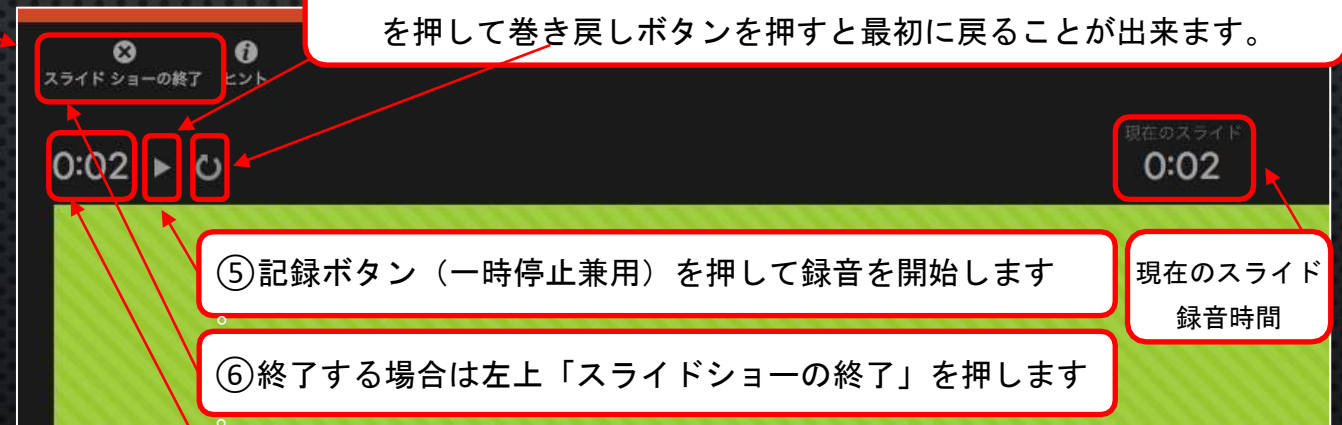 を押して巻き戻しボタンを押すと最初に戻ることが出来ます。
スライド ショーの終了 ヒント
現在のスライド
0:02
0:02
⑤記録ボタン（一時停止兼用）を押して録音を開始します
。
現在のスライド
録音時間
⑥終了する場合は左上「スライドショーの終了」を押します
。